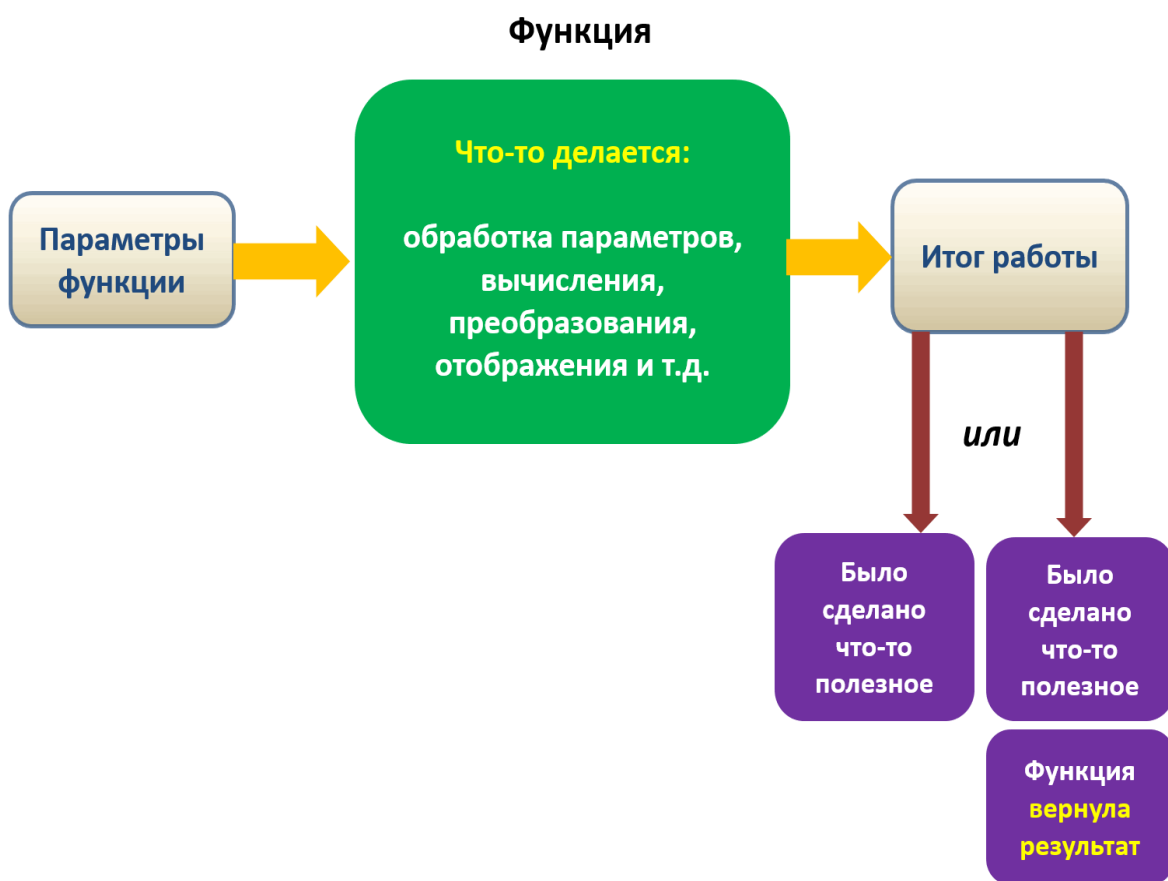 Функция
Что-то делается:
обработка параметров,
вычисления,
преобразования,
отображения и т.д.
Параметры
функции
Итог работы
или
Было
сделано
что-то
полезное
Было
сделано
что-то
полезное
Функция
вернула
результат